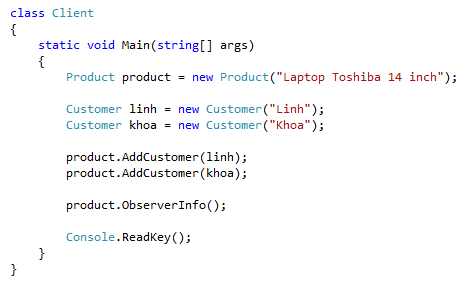 class Client
{
    static void Main(string[] args)
    {
        Product product = new Product("Laptop Toshiba 14 inch");
        Customer linh = new Customer("Linh");
        Customer khoa = new Customer("Khoa");
        product.AddCustomer(linh);
        product.AddCustomer(khoa);
        product.ObserverInfo();
        Console.ReadKey();
    }
}